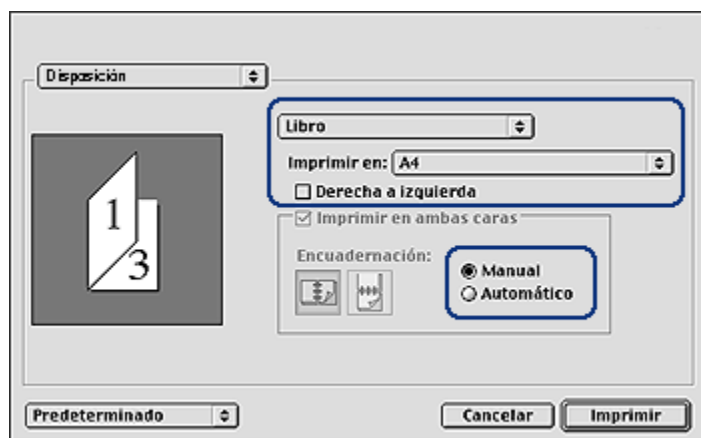 Disposición
Libro
Imprimir en: A4
Derecha a izquierda
Imprimir en ambas caras
Encuadernación:
Manual
Automático
1
3
Predeterminado
Cancelar
Imprimir